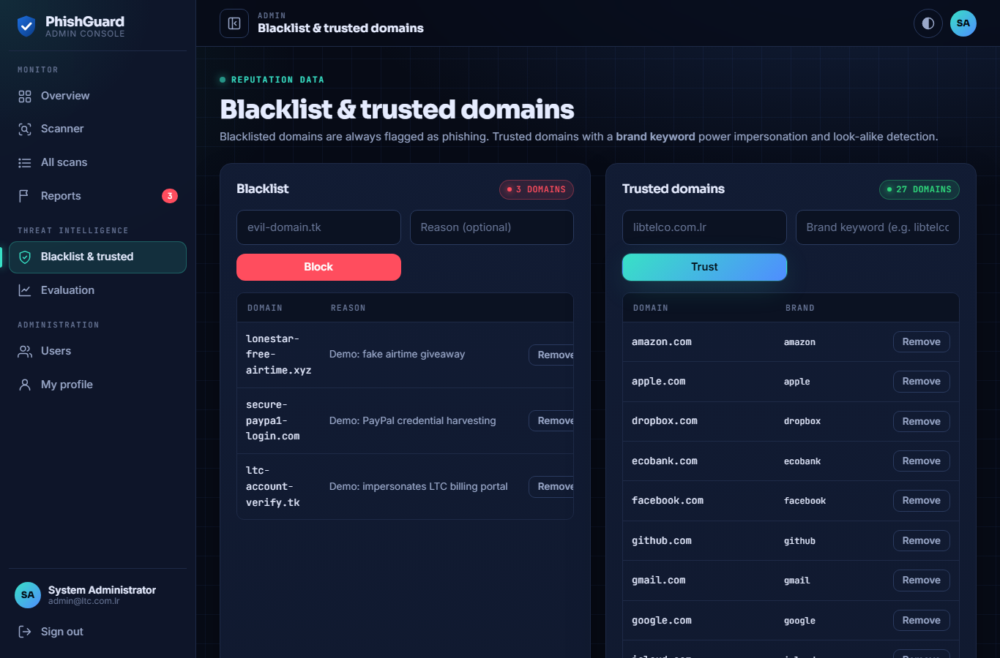 PhishGuard
ADMIN CONSOLE
MONITOR
Overview
Scanner
All scans
Reports 3
THREAT INTELLIGENCE
Blacklist & trusted
Evaluation
ADMINISTRATION
Users
My profile
SA System Administrator
admin@ltc.com.lr
Sign out
ADMIN
Blacklist & trusted domains
SA
REPUTATION DATA
Blacklist & trusted domains
Blacklisted domains are always flagged as phishing. Trusted domains with a brand keyword power impersonation and look-alike detection.
Blacklist 3 DOMAINS
evil-domain.tk Reason (optional)
Block
DOMAIN REASON
lonestar-
free-
airtime.xyz
Demo: fake airtime giveaway Remove
secure-
paypa1-
login.com
Demo: PayPal credential harvesting Remove
ltc-
account-
verify.tk
Demo: impersonates LTC billing portal Remove
Trusted domains 27 DOMAINS
libtelco.com.lr Brand keyword (e.g. libtelco
Trust
DOMAIN BRAND
amazon.com amazon Remove
apple.com apple Remove
dropbox.com dropbox Remove
ecobank.com ecobank Remove
facebook.com facebook Remove
github.com github Remove
gmail.com gmail Remove
google.com google Remove